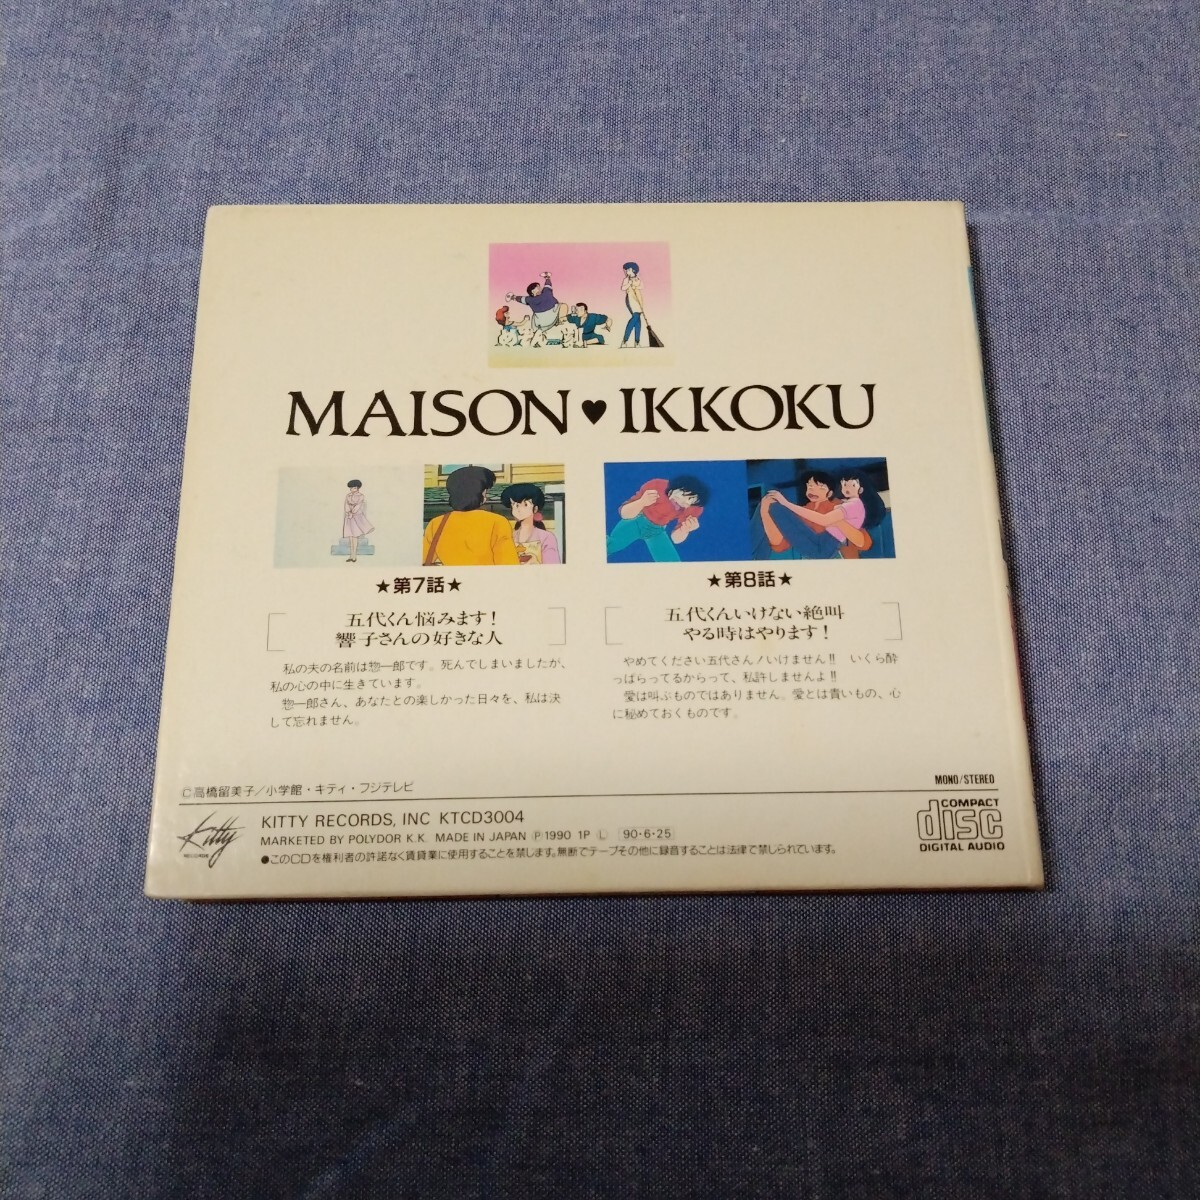 MAISON♥IKKOKU
★第7話★
五代くん悩みます!
響子さんの好きな人
私の夫の名前は惣一郎です。死んでしまいましたが、
私の心の中に生きています。
惣一郎さん、あなたとの楽しかった日々を、私は決
して忘れません。
★第8話★
五代くんいけない絶叫
やる時はやります!
やめてください五代さん!いけません!! いくら酔
っぱらってるからって、私許しませんよ!!
愛は叫ぶものではありません。愛とは貴いもの、心
に秘めておくものです。
©高橋留美子/小学館・キティ・フジテレビ
MONO/STEREO
Kitty
RECORDS
KITTY RECORDS, INC KTCD3004
MARKETED BY POLYDOR K.K. MADE IN JAPAN Ⓟ1990 1P Ⓛ 90・6・25
●このCDを権利者の許諾なく賃貸業に使用することを禁じます。無断でテープその他に録音することは法律で禁じられています。
COMPACT
disc
DIGITAL AUDIO